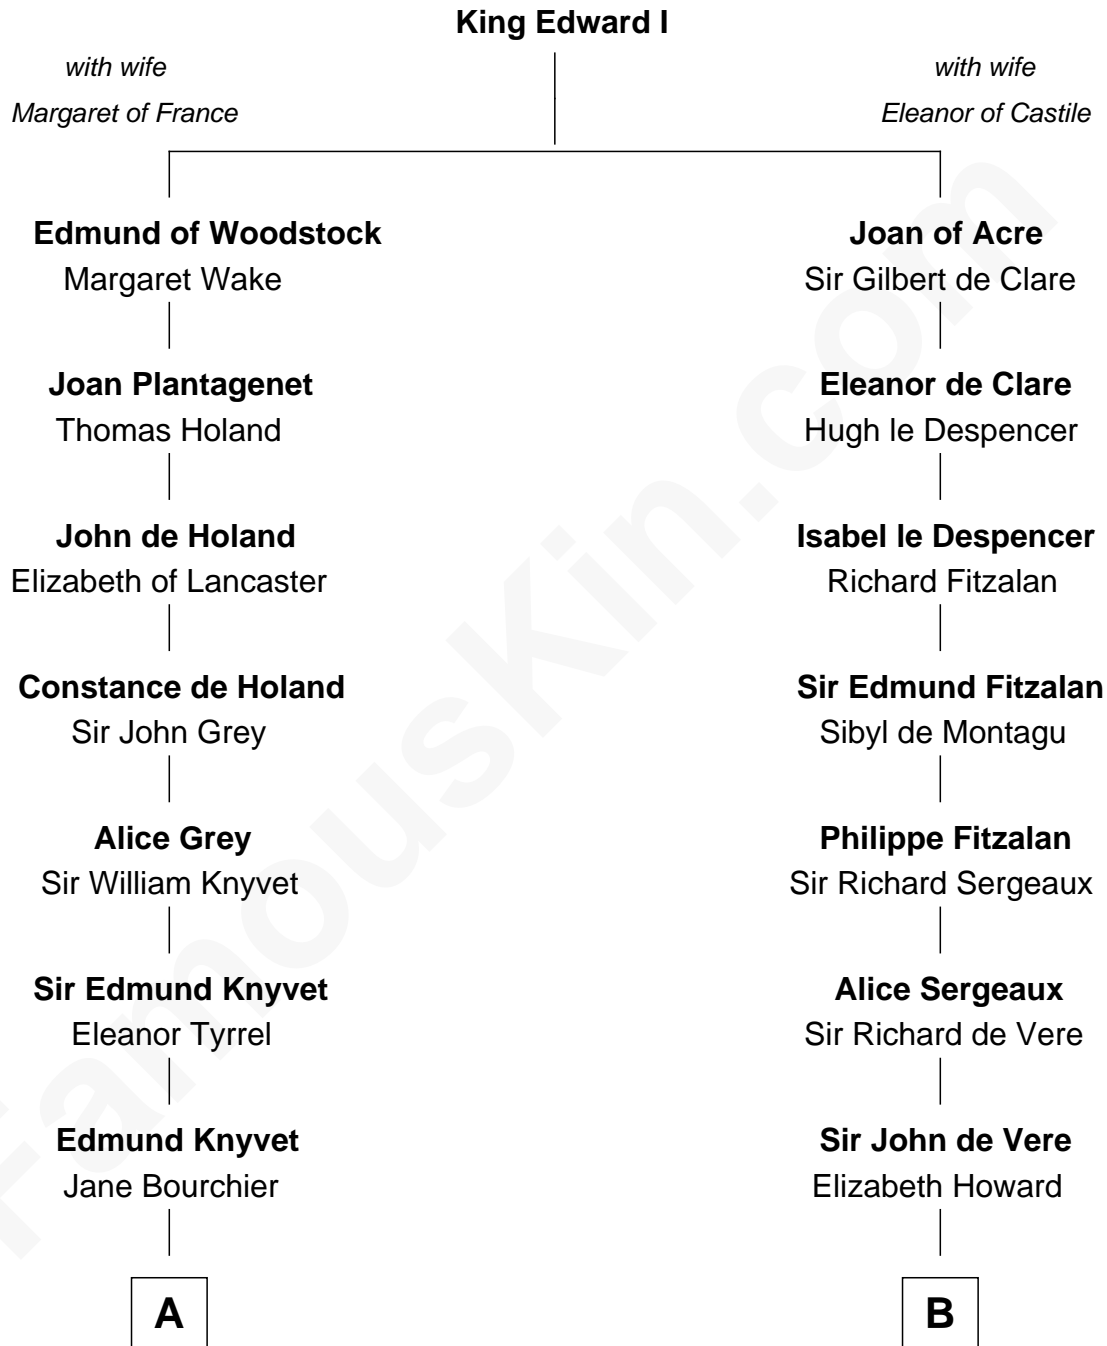 King Edward I
with wife
Margaret of France
with wife
Eleanor of Castile
Edmund of Woodstock
Margaret Wake
Joan Plantagenet
Thomas Holand
John de Holand
Elizabeth of Lancaster
Constance de Holand
Sir John Grey
Alice Grey
Sir William Knyvet
Sir Edmund Knyvet
Eleanor Tyrrel
Edmund Knyvet
Jane Bourchier
A
Joan of Acre
Sir Gilbert de Clare
Eleanor de Clare
Hugh le Despencer
Isabel le Despencer
Richard Fitzalan
Sir Edmund Fitzalan
Sibyl de Montagu
Philippe Fitzalan
Sir Richard Sergeaux
Alice Sergeaux
Sir Richard de Vere
Sir John de Vere
Elizabeth Howard
B
FamousKin.com